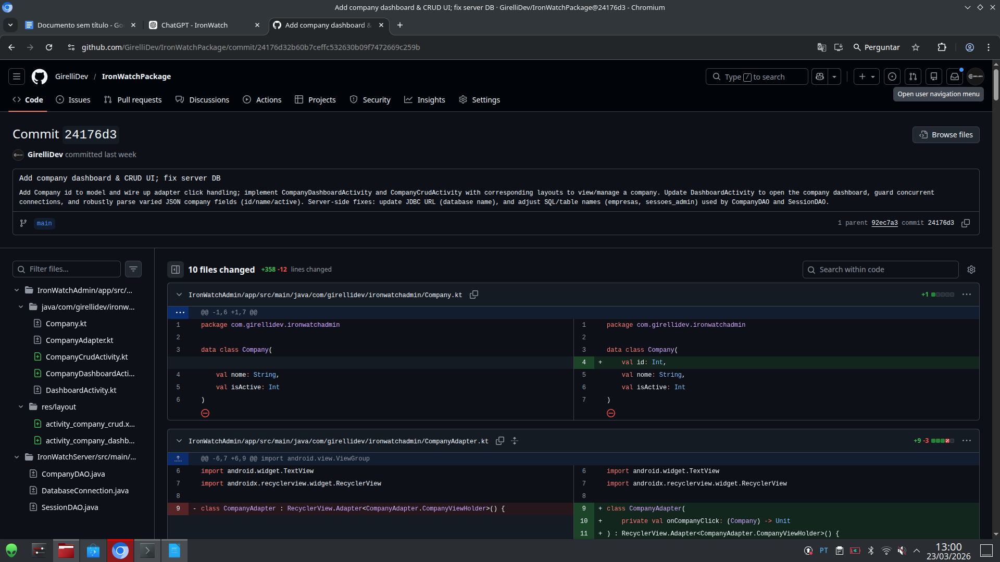 Add company dashboard & CRUD UI; fix server DB · GirelliDev/IronWatchPackage@24176d3 - Chromium
Documento sem título - Go
ChatGPT - IronWatch
Add company dashboard &
github.com/GirelliDev/IronWatchPackage/commit/24176d32b60b7ceffc532630b09f7472669c259b
Perguntar
GirelliDev / IronWatchPackage
Type / to search
Code
Issues
Pull requests
Discussions
Actions
Projects
Security
Insights
Settings
Open user navigation menu
Commit 24176d3
Browse files
GirelliDev committed last week
Add company dashboard & CRUD UI; fix server DB
Add Company id to model and wire up adapter click handling; implement CompanyDashboardActivity and CompanyCrudActivity with corresponding layouts to view/manage a company. Update DashboardActivity to open the company dashboard, guard concurrent
connections, and robustly parse varied JSON company fields (id/name/active). Server-side fixes: update JDBC URL (database name), and adjust SQL/table names (empresas, sessoes_admin) used by CompanyDAO and SessionDAO.
main
1 parent 92ec7a3 commit 24176d3
Filter files...
IronWatchAdmin/app/src/...
java/com/girellidev/ironw...
Company.kt
CompanyAdapter.kt
CompanyCrudActivity.kt
CompanyDashboardActi...
DashboardActivity.kt
res/layout
activity_company_crud.x...
activity_company_dashb...
IronWatchServer/src/main/...
CompanyDAO.java
DatabaseConnection.java
SessionDAO.java
10 files changed +358 -12 lines changed
Search within code
IronWatchAdmin/app/src/main/java/com/girellidev/ironwatchadmin/Company.kt
+1
@@ -1,6 +1,7 @@
1 package com.girellidev.ironwatchadmin
2
3 data class Company(
4 val nome: String,
5 val isActive: Int
6 )
1 package com.girellidev.ironwatchadmin
2
3 data class Company(
4 + val id: Int,
5 val nome: String,
6 val isActive: Int
7 )
IronWatchAdmin/app/src/main/java/com/girellidev/ironwatchadmin/CompanyAdapter.kt
+9 -3
@@ -6,7 +6,9 @@ import android.view.ViewGroup
6 import android.widget.TextView
7 import androidx.recyclerview.widget.RecyclerView
8
9 - class CompanyAdapter : RecyclerView.Adapter<CompanyAdapter.CompanyViewHolder>() {
6 import android.widget.TextView
7 import androidx.recyclerview.widget.RecyclerView
8
9 + class CompanyAdapter(
10 + private val onCompanyClick: (Company) -> Unit
11 + ) : RecyclerView.Adapter<CompanyAdapter.CompanyViewHolder>() {
PT
13:00
23/03/2026